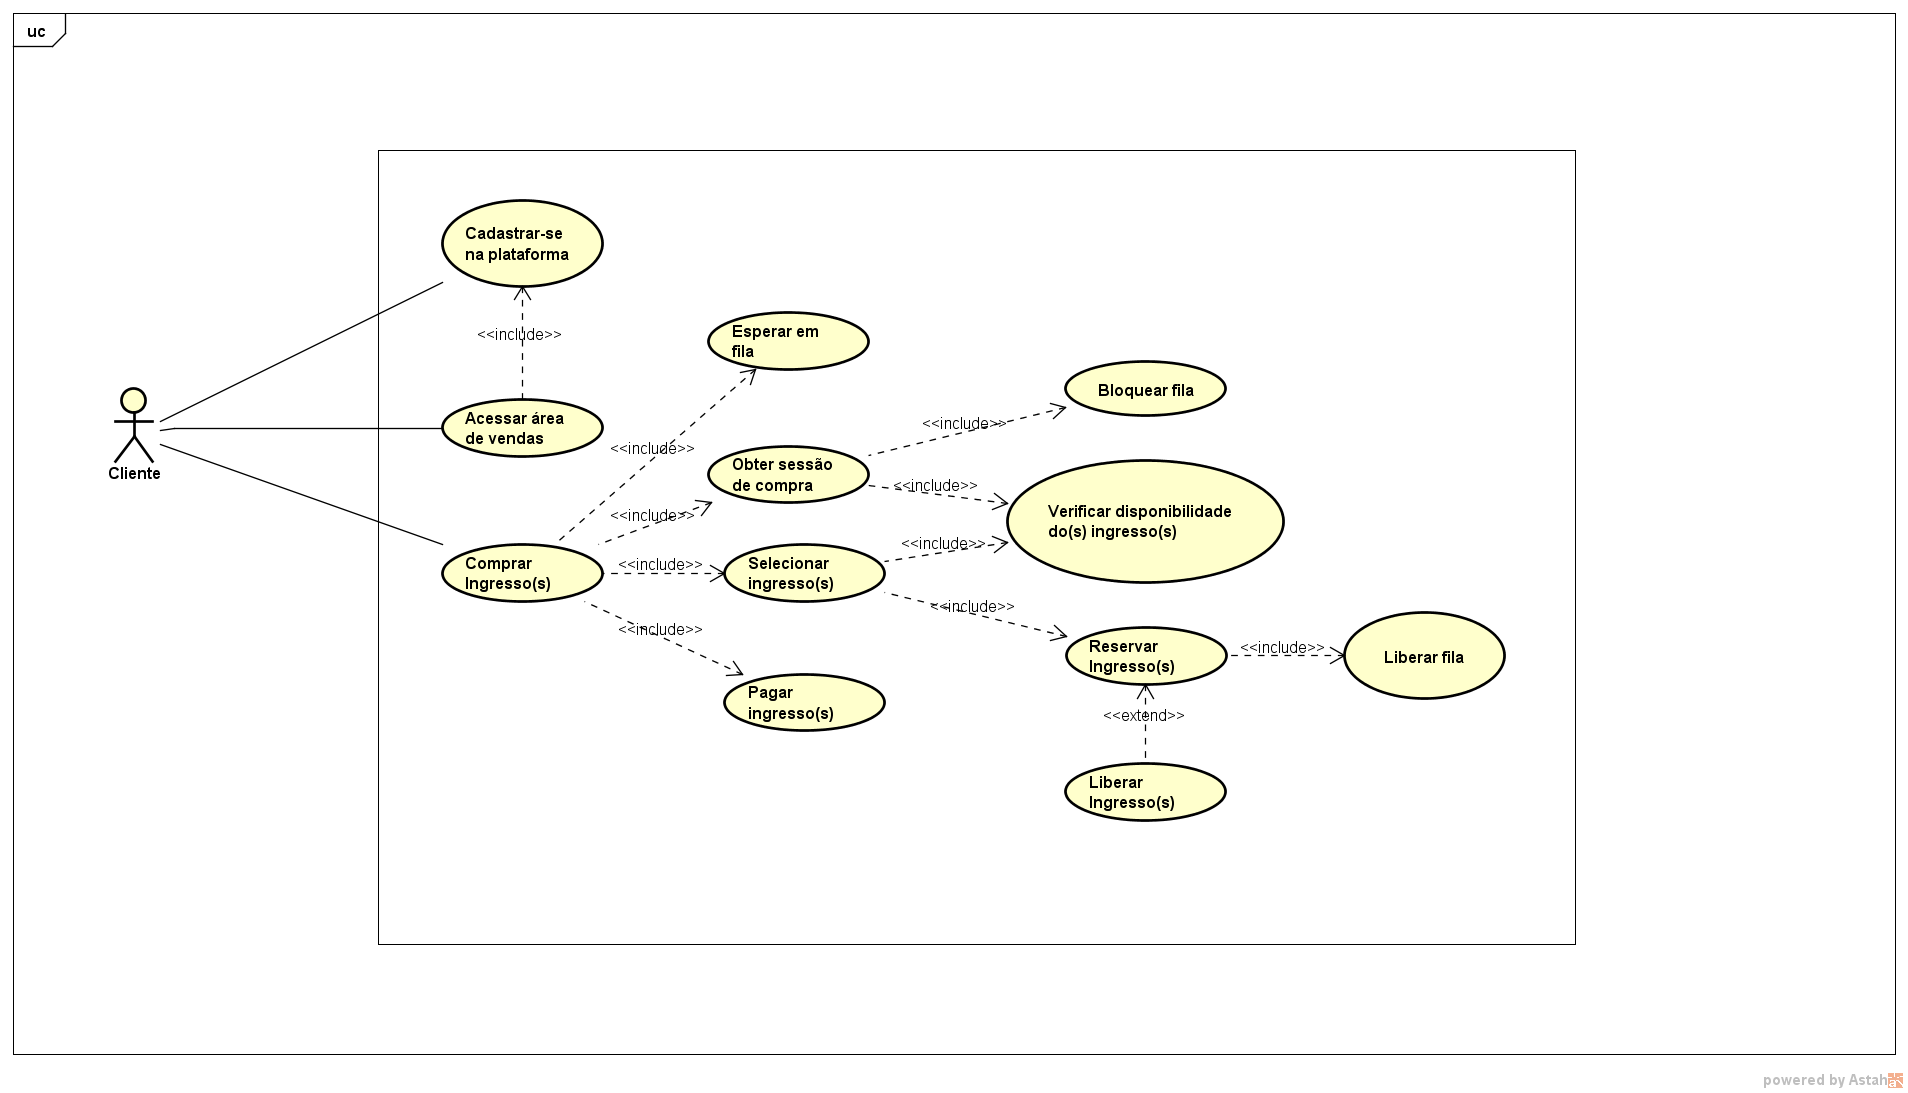 uc
Cadastrar-se
na plataforma
<<include>>
Esperar em
fila
Bloquear fila
Acessar área
de vendas
<<include>>
<<include>>
Obter sessão
de compra
<<include>>
Cliente
Verificar disponibilidade
do(s) ingresso(s)
<<include>>
<<include>>
Comprar
Ingresso(s)
<<include>>
Selecionar
ingresso(s)
<<include>>
<<include>>
Reservar
Ingresso(s)
<<include>>
Liberar fila
Pagar
ingresso(s)
<<extend>>
Liberar
Ingresso(s)
powered by Astah